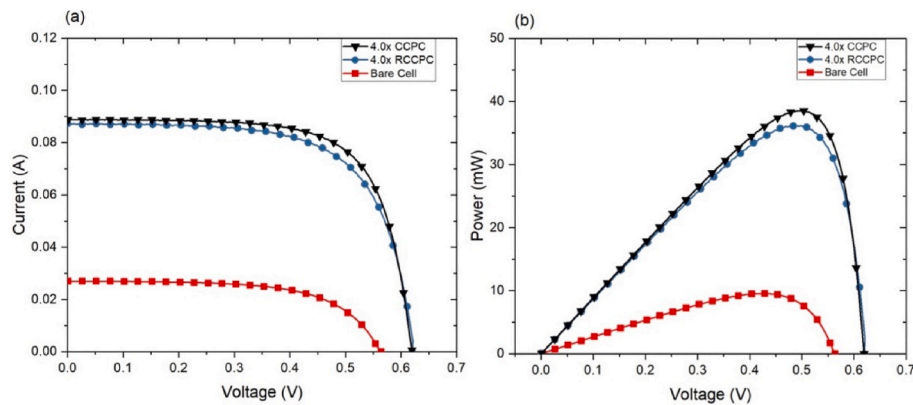 (a)
0.12
0.10
0.08
0.06
0.04
0.02
0.00
Current (A)
4.0x CCPC
4.0x RCCPC
Bare Cell
0.0 0.1 0.2 0.3 0.4 0.5 0.6 0.7
Voltage (V)
(b)
50
40
30
20
10
0
Power (mW)
4.0x CCPC
4.0x RCCPC
Bare Cell
0.0 0.1 0.2 0.3 0.4 0.5 0.6 0.7
Voltage (V)